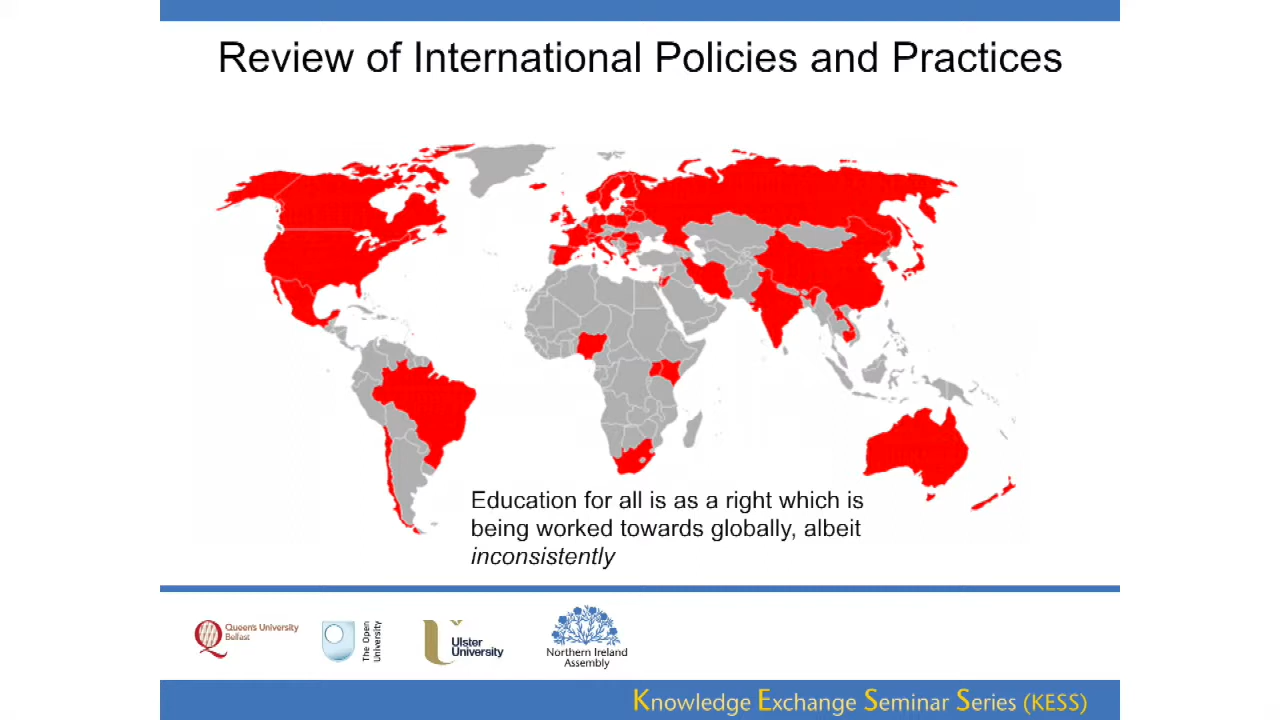 Review of International Policies and Practices
Education for all is as a right which is
being worked towards globally, albeit
inconsistently
Queen's University
Belfast
The Open
University
Ulster
University
Northern Ireland
Assembly
Knowledge Exchange Seminar Series (KESS)